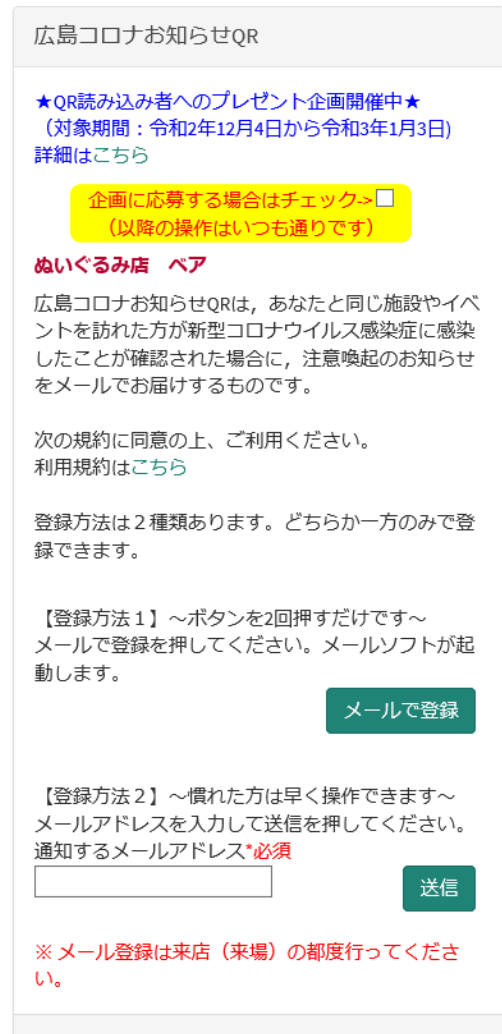 広島コロナお知らせQR
★QR読み込み者へのプレゼント企画開催中★
（対象期間：令和2年12月4日から令和3年1月3日)
詳細はこちら
企画に応募する場合はチェック->
（以降の操作はいつも通りです）
ぬいぐるみ店　ベア
広島コロナお知らせQRは，あなたと同じ施設やイベ
ントを訪れた方が新型コロナウイルス感染症に感染
したことが確認された場合に，注意喚起のお知らせ
をメールでお届けするものです。
次の規約に同意の上、ご利用ください。
利用規約はこちら
登録方法は２種類あります。どちらか一方のみで登
録できます。
【登録方法１】～ボタンを2回押すだけです～
メールで登録を押してください。メールソフトが起
動します。
メールで登録
【登録方法２】～慣れた方は早く操作できます～
メールアドレスを入力して送信を押してください。
通知するメールアドレス*必須
送信
※ メール登録は来店（来場）の都度行ってくださ
い。